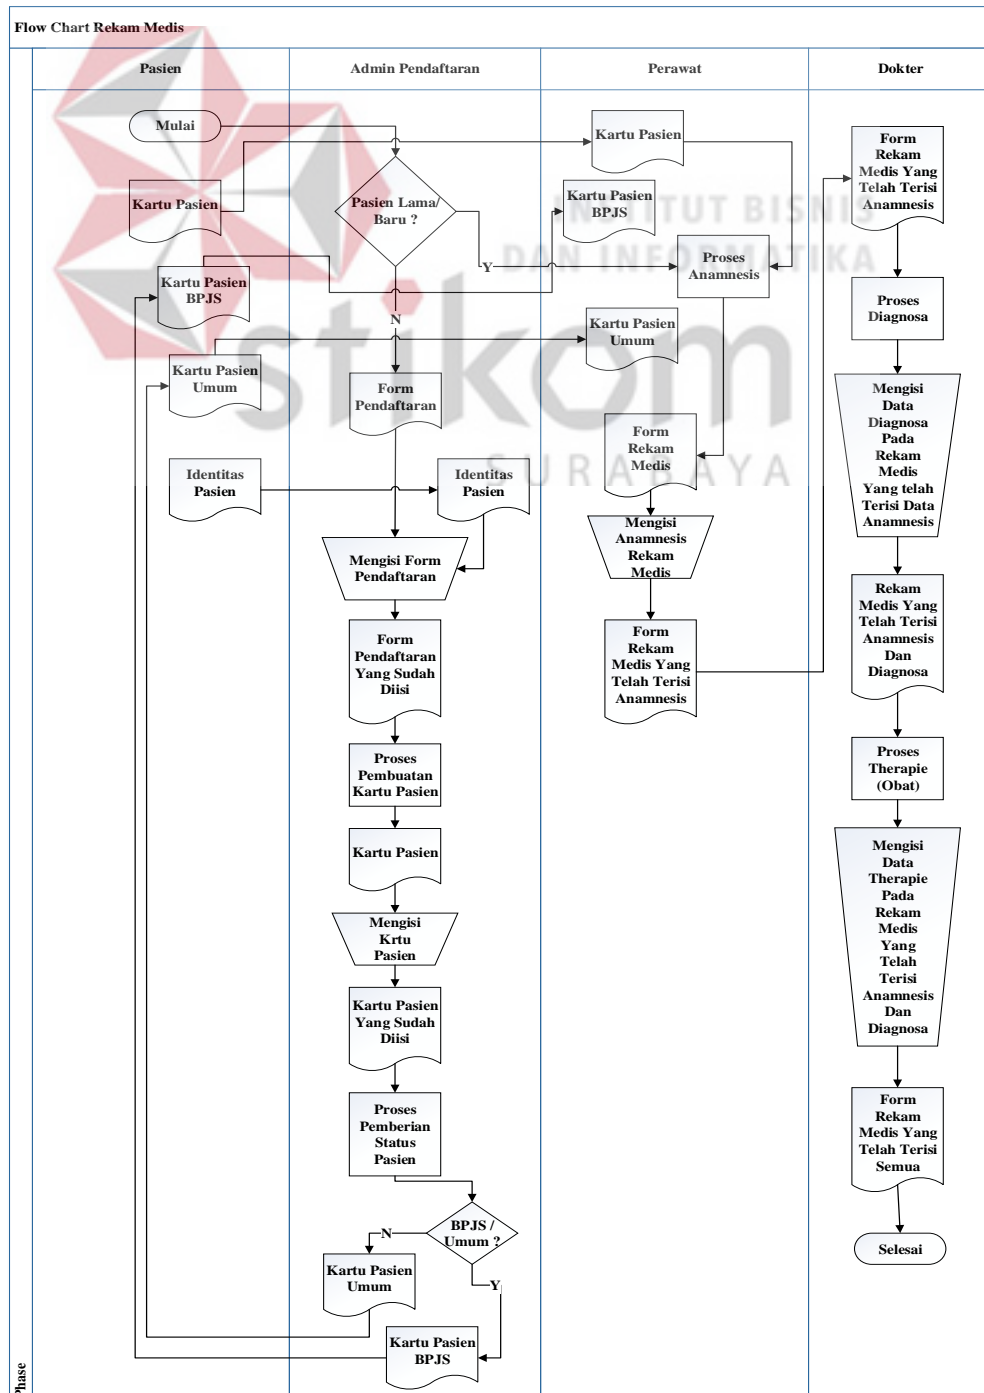 Flow Chart Rekam Medis
Pasien
Admin Pendaftaran
Perawat
Dokter
Phase
Mulai
Kartu Pasien
Kartu Pasien
BPJS
Kartu Pasien
Umum
Identitas
Pasien
Pasien Lama/
Baru ?
Y
N
Form
Pendaftaran
Identitas
Pasien
Mengisi Form
Pendaftaran
Form
Pendaftaran
Yang Sudah
Diisi
Proses
Pembuatan
Kartu Pasien
Kartu Pasien
Mengisi
Krtu
Pasien
Kartu Pasien
Yang Sudah
Diisi
Proses
Pemberian
Status
Pasien
BPJS /
Umum ?
N
Y
Kartu Pasien
Umum
Kartu Pasien
BPJS
Kartu Pasien
Kartu Pasien
BPJS
Proses
Anamnesis
Kartu Pasien
Umum
Form
Rekam
Medis
Mengisi
Anamnesis
Rekam
Medis
Form
Rekam
Medis Yang
Telah Terisi
Anamnesis
Form
Rekam
Medis Yang
Telah Terisi
Anamnesis
Proses
Diagnosa
Mengisi
Data
Diagnosa
Pada
Rekam
Medis
Yang telah
Terisi Data
Anamnesis
Rekam
Medis Yang
Telah Terisi
Anamnesis
Dan
Diagnosa
Proses
Therapie
(Obat)
Mengisi
Data
Therapie
Pada
Rekam
Medis
Yang
Telah
Terisi
Anamnesis
Dan
Diagnosa
Form
Rekam
Medis Yang
Telah Terisi
Semua
Selesai
INSTITUT BISNIS
DAN INFORMATIKA
stikom
SURABAYA